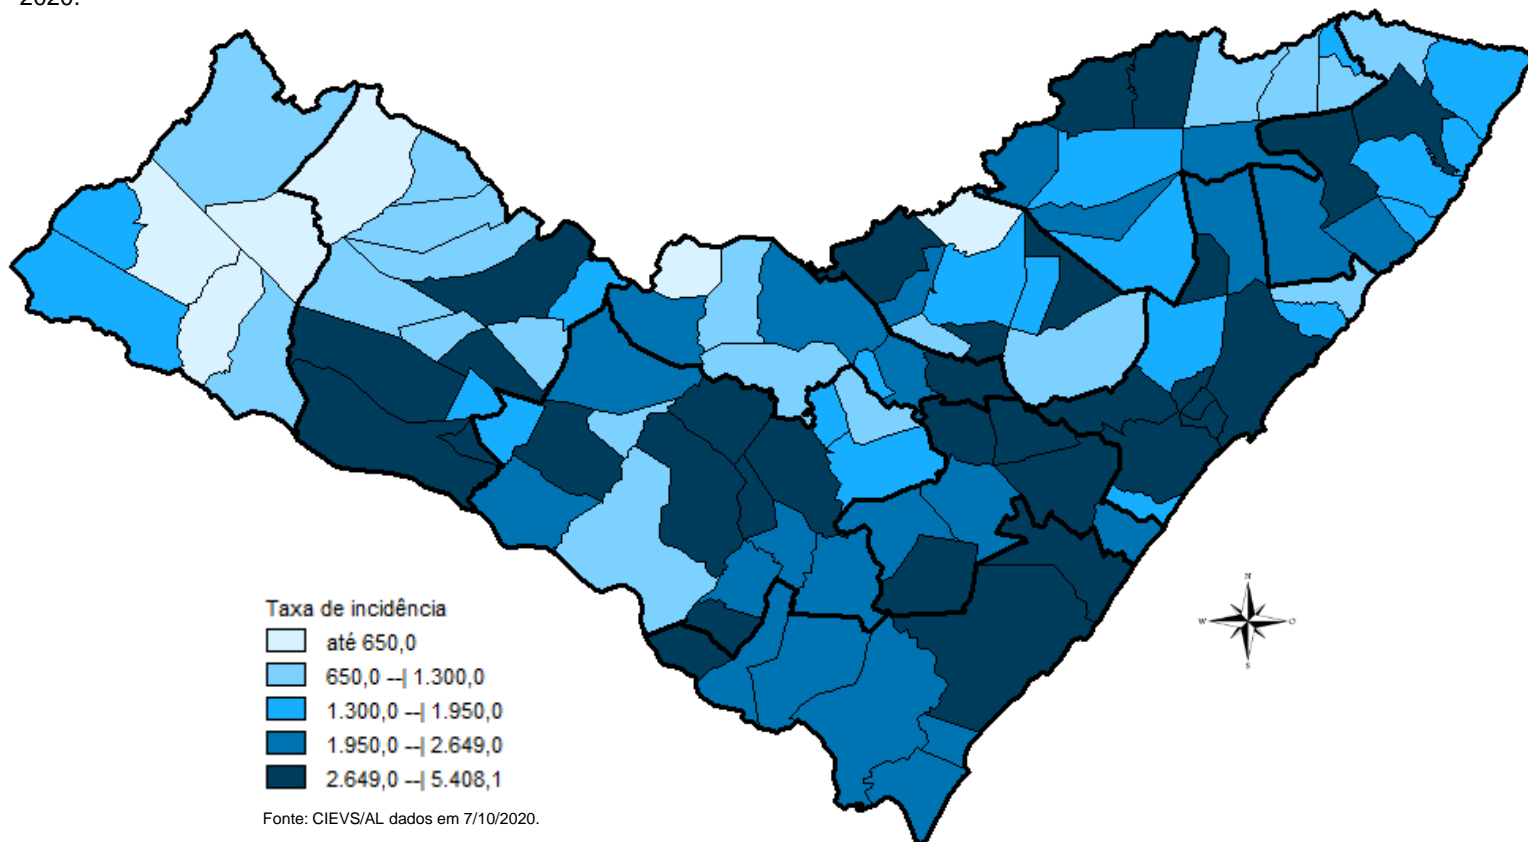 2020.
N
W
O
S
Taxa de incidência
até 650,0
650,0 --| 1.300,0
1.300,0 --| 1.950,0
1.950,0 --| 2.649,0
2.649,0 --| 5.408,1
Fonte: CIEVS/AL dados em 7/10/2020.